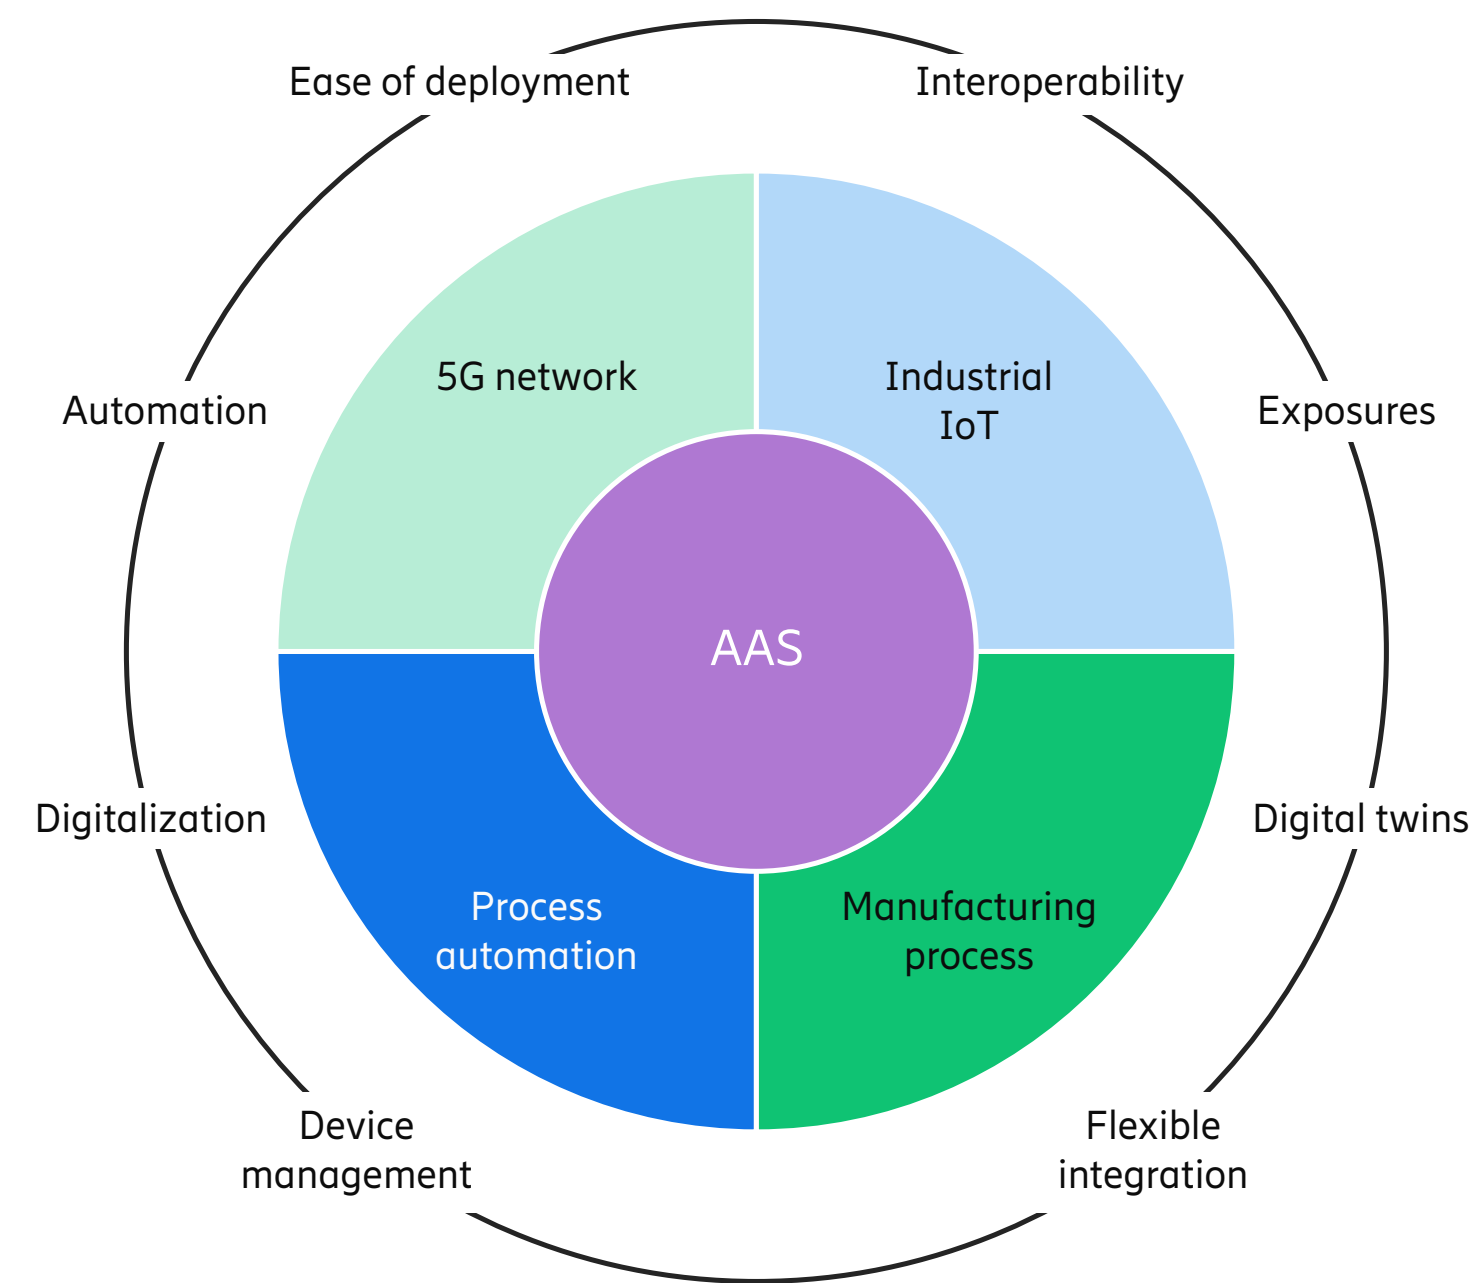 Ease of deployment
Interoperability
5G network
Industrial
IoT
Automation
Exposures
AAS
Digitalization
Digital twins
Process
automation
Manufacturing
process
Device
management
Flexible
integration